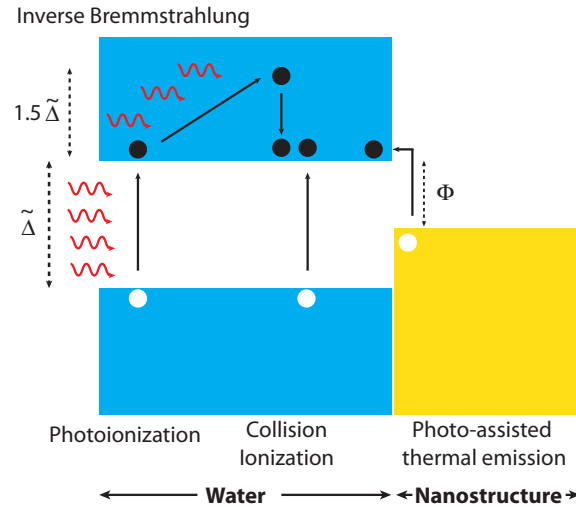 Inverse Bremmstrahlung
1.5 Δ̃
Δ̃
Φ
Photoionization
Collision
Ionization
Photo-assisted
thermal emission
Water
Nanostructure